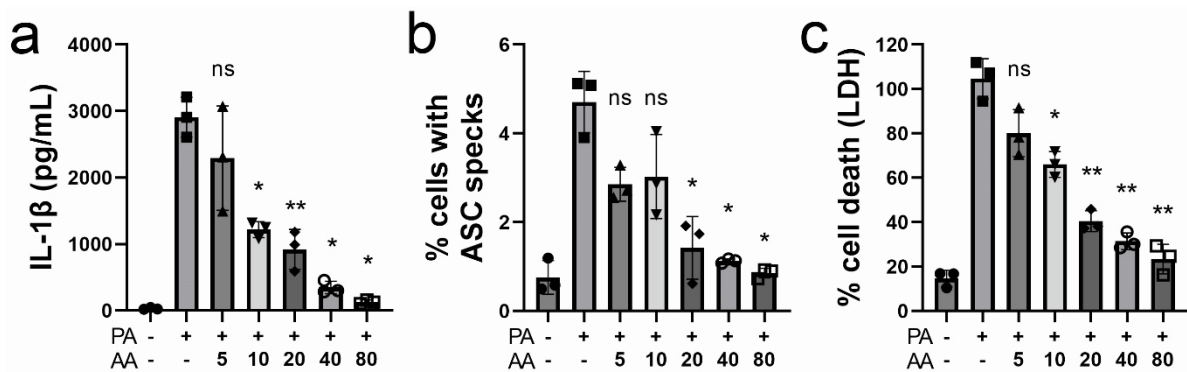 a
IL-1β (pg/mL)
4000
3000
2000
1000
0
ns
*
**
*
*
PA - + + + + + +
AA - - 5 10 20 40 80
b
% cells with
ASC specks
6
4
2
0
ns
ns
*
*
*
PA - + + + + + +
AA - - 5 10 20 40 80
c
% cell death (LDH)
120
100
80
60
40
20
0
ns
*
**
**
**
PA - + + + + + +
AA - - 5 10 20 40 80